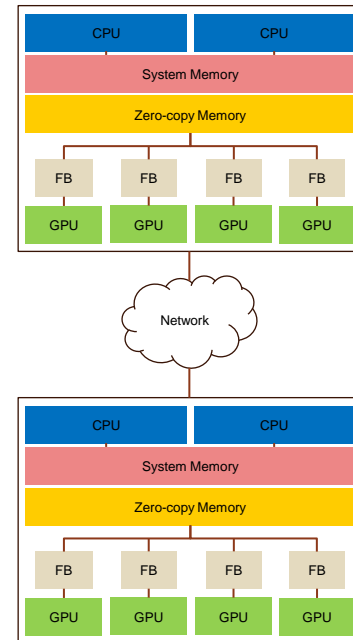 CPU CPU
System Memory
Zero-copy Memory
FB FB FB FB
GPU GPU GPU GPU
Network
CPU CPU
System Memory
Zero-copy Memory
FB FB FB FB
GPU GPU GPU GPU